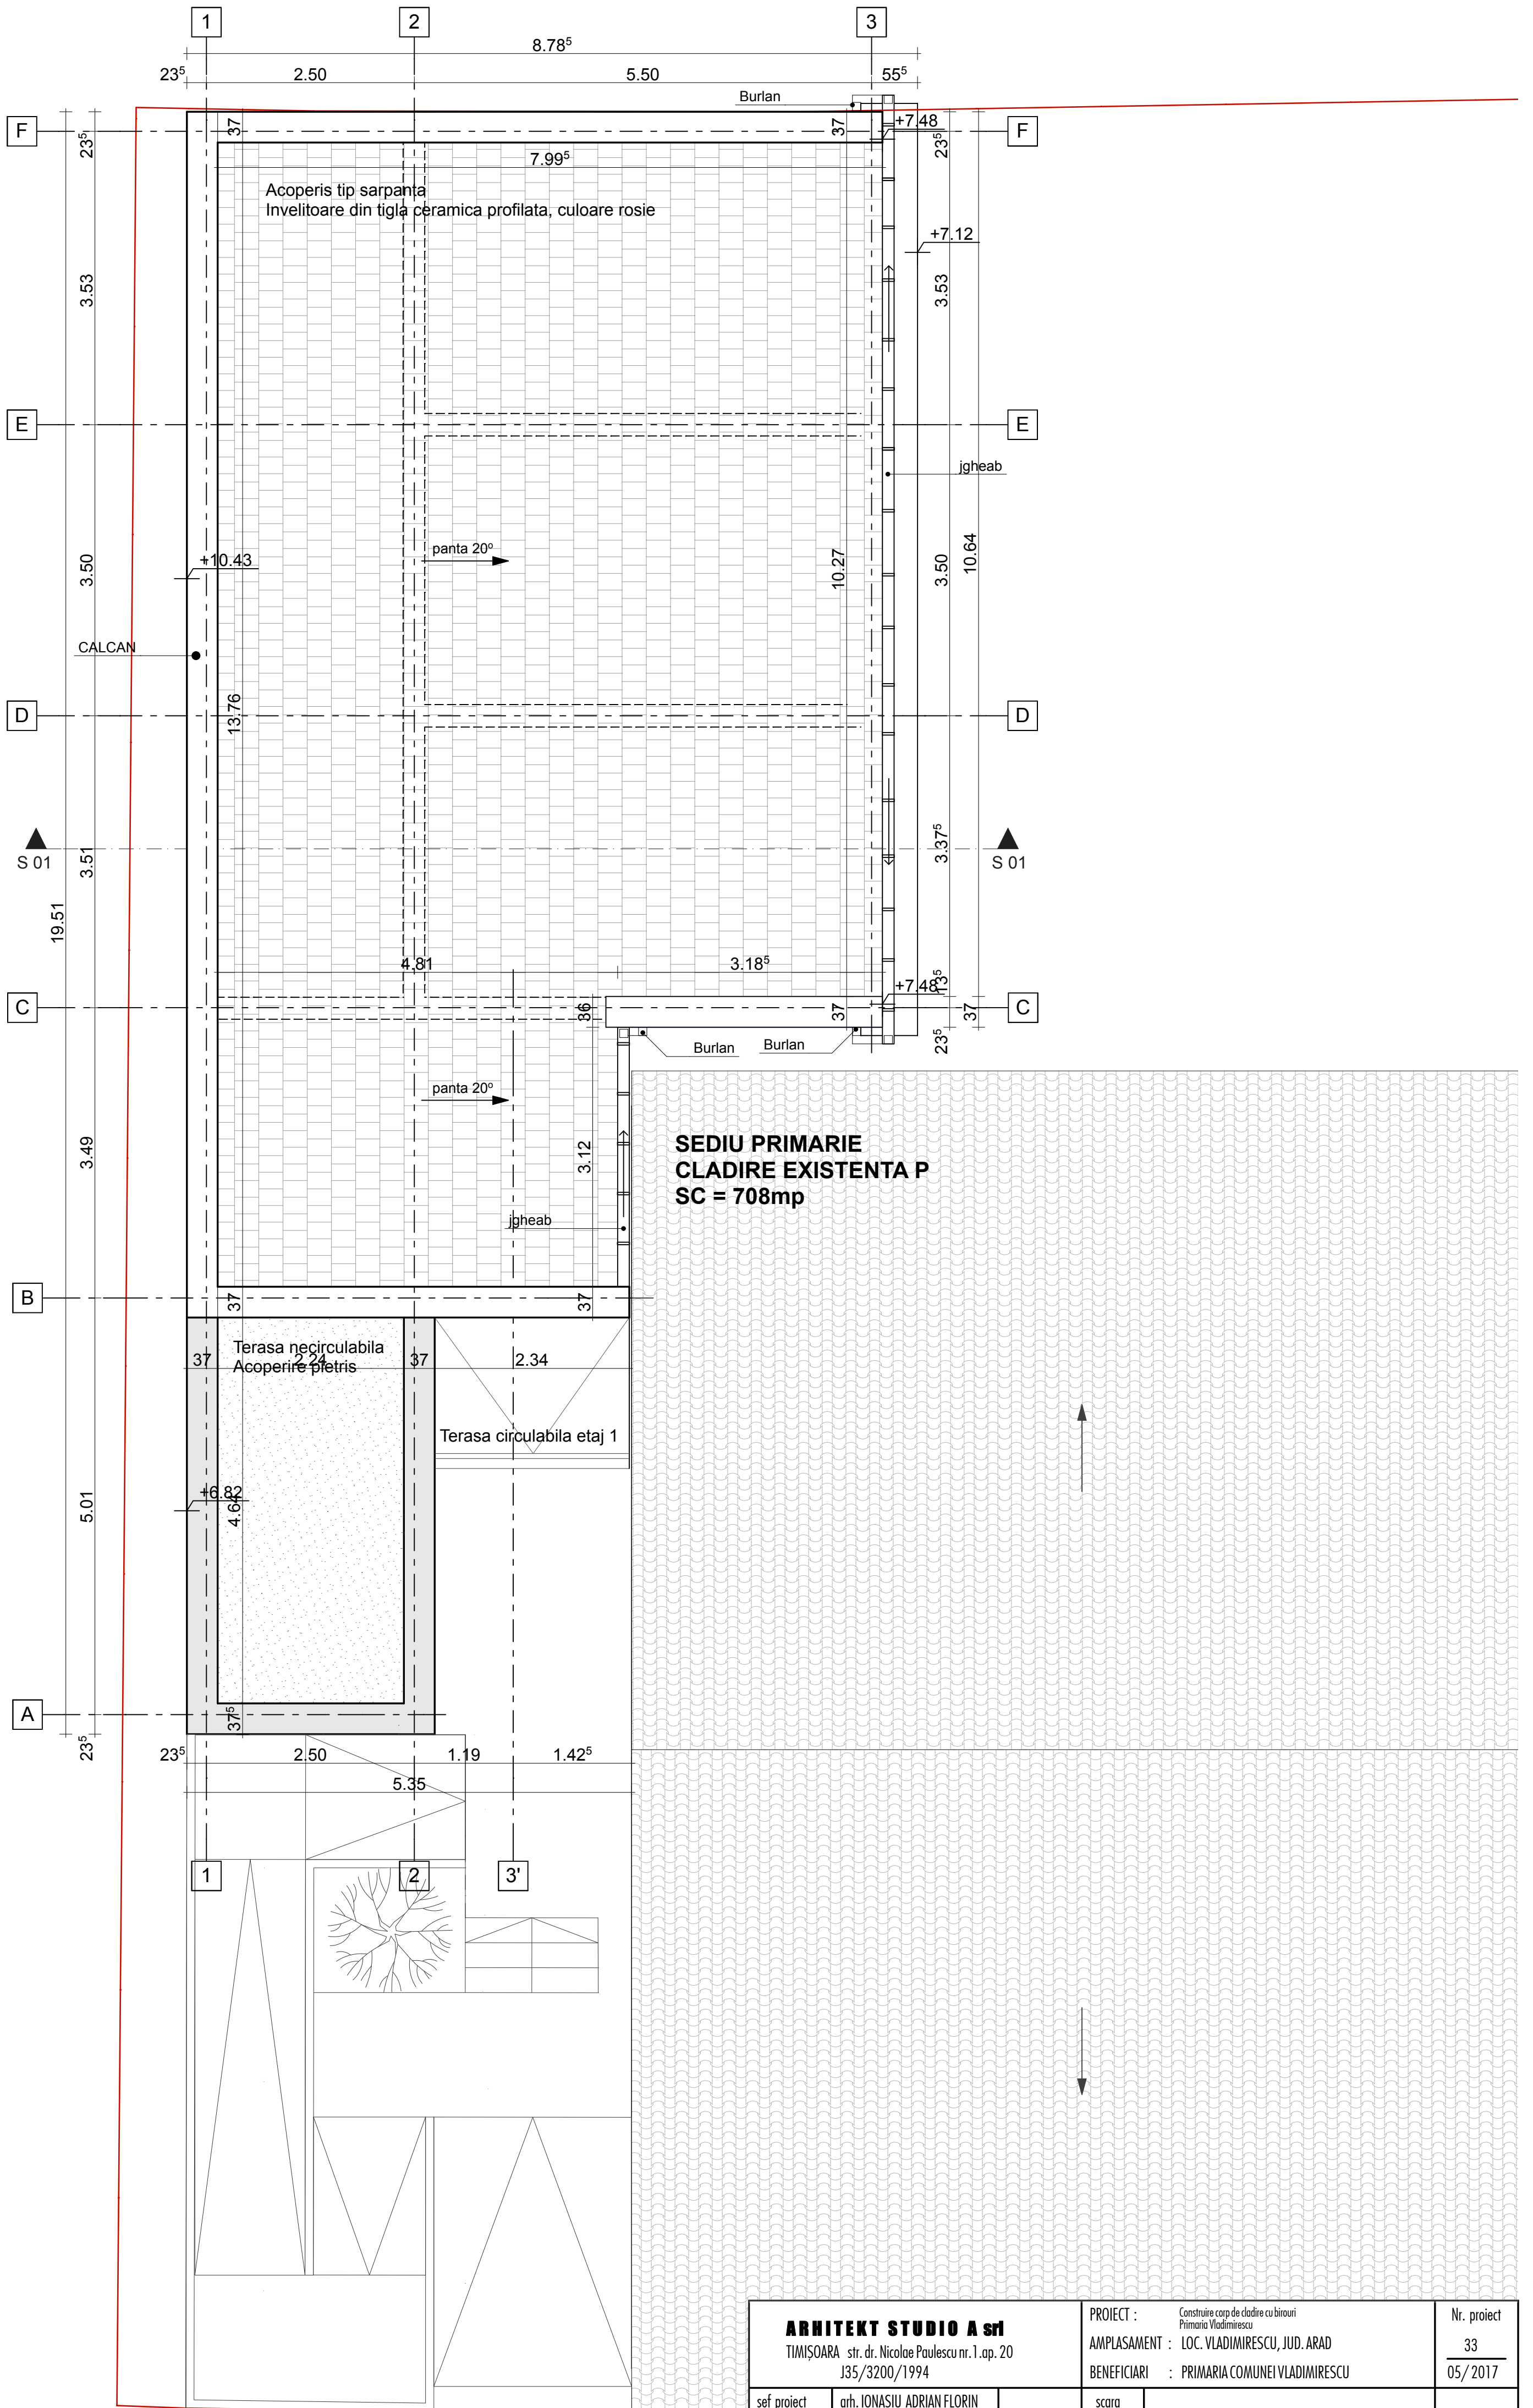 1
2
3
8.78⁵
23⁵
2.50
5.50
55⁵
Burlan
F
23⁵
37
37
+7.48
23⁵
F
7.99⁵
Acoperis tip sarpanta
Invelitoare din tigla ceramica profilata, culoare rosie
+7.12
3.53
3.53
E
E
jgheab
3.50
+10.43
panta 20º
10.27
3.50
10.64
CALCAN
D
13.76
D
S 01
3.51
3.37⁵
S 01
19.51
4.81
3.18⁵
13⁵
+7.48
C
36
37
37
C
Burlan
Burlan
23⁵
panta 20º
3.49
3.12
SEDIU PRIMARIE
CLADIRE EXISTENTA P
SC = 708mp
jgheab
B
37
37
Terasa necirculabila
Acoperire pietris
37
2.24
37
2.34
Terasa circulabila etaj 1
+6.82
5.01
4.64
A
37⁵
23⁵
23⁵
2.50
1.19
1.42⁵
5.35
1
2
3'
ARHITEKT STUDIO A srl
TIMIȘOARA str. dr. Nicolae Paulescu nr.1.ap. 20
J35/3200/1994
PROIECT : Construire corp de cladire cu birouri
Primaria Vladimirescu
AMPLASAMENT : LOC. VLADIMIRESCU, JUD. ARAD
BENEFICIARI : PRIMARIA COMUNEI VLADIMIRESCU
Nr. proiect
33
05/2017
sef proiect
arh. IONASIU ADRIAN FLORIN
scara